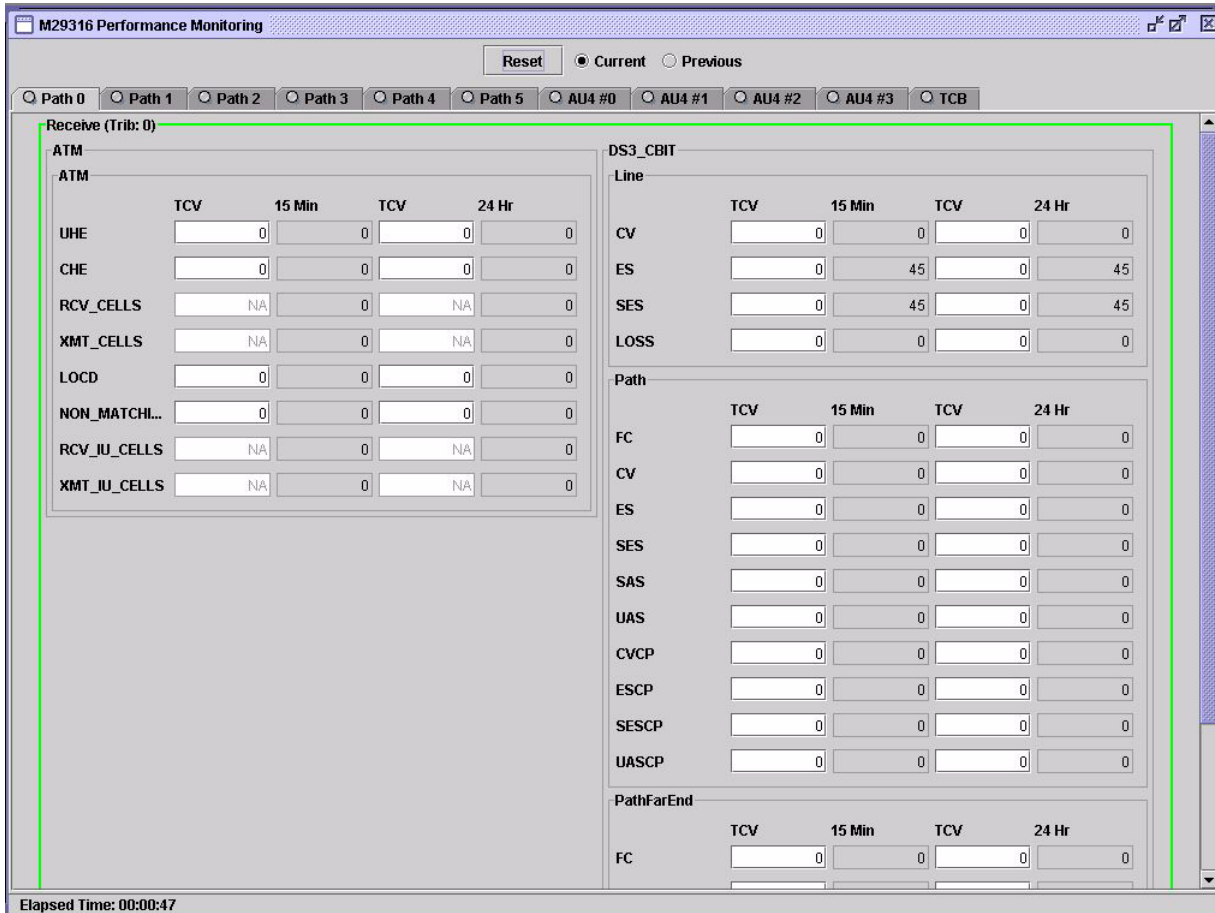 M29316 Performance Monitoring
Reset Current Previous
Path 0 Path 1 Path 2 Path 3 Path 4 Path 5 AU4 #0 AU4 #1 AU4 #2 AU4 #3 TCB
Receive (Trib: 0)
ATM
ATM
TCV 15 Min TCV 24 Hr
UHE 0 0 0 0
CHE 0 0 0 0
RCV_CELLS NA 0 NA 0
XMT_CELLS NA 0 NA 0
LOCD 0 0 0 0
NON_MATCHI... 0 0 0 0
RCV_IU_CELLS NA 0 NA 0
XMT_IU_CELLS NA 0 NA 0
DS3_CBIT
Line
TCV 15 Min TCV 24 Hr
CV 0 0 0 0
ES 0 45 0 45
SES 0 45 0 45
LOSS 0 0 0 0
Path
TCV 15 Min TCV 24 Hr
FC 0 0 0 0
CV 0 0 0 0
ES 0 0 0 0
SES 0 0 0 0
SAS 0 0 0 0
UAS 0 0 0 0
CVCP 0 0 0 0
ESCP 0 0 0 0
SESCP 0 0 0 0
UASCP 0 0 0 0
PathFarEnd
TCV 15 Min TCV 24 Hr
FC 0 0 0 0
Elapsed Time: 00:00:47